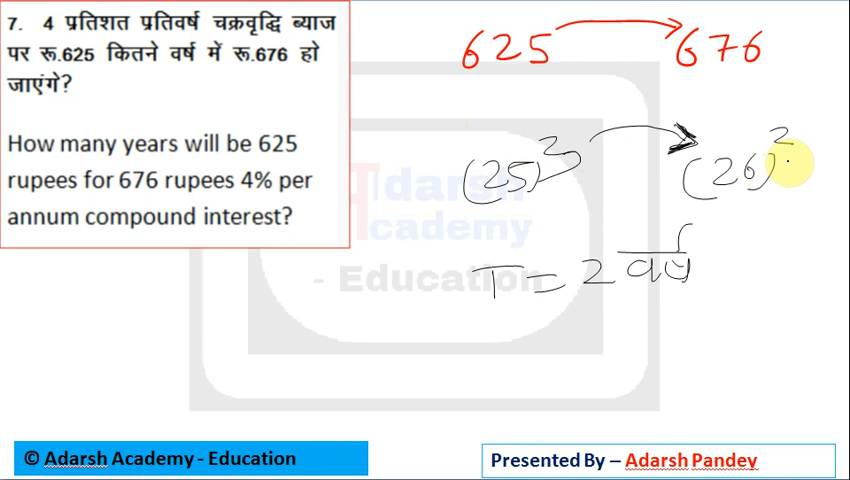 7. 4 प्रतिशत प्रतिवर्ष चक्रवृद्धि ब्याज
पर रू.625 कितने वर्ष में रू.676 हो
जाएंगे?
How many years will be 625
rupees for 676 rupees 4% per
annum compound interest?
625 676
(25)² (26)²
T = 2 वर्ष
Adarsh
Academy
- Education
© Adarsh Academy - Education
Presented By – Adarsh Pandey